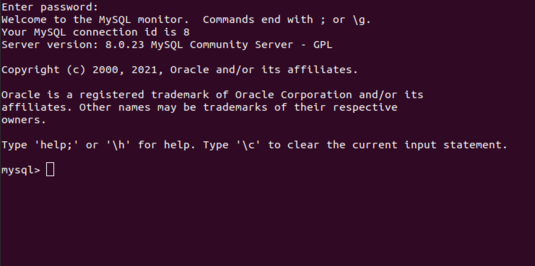 Enter password:
Welcome to the MySQL monitor.  Commands end with ; or \g.
Your MySQL connection id is 8
Server version: 8.0.23 MySQL Community Server - GPL
Copyright (c) 2000, 2021, Oracle and/or its affiliates.
Oracle is a registered trademark of Oracle Corporation and/or its
affiliates. Other names may be trademarks of their respective
owners.
Type 'help;' or '\h' for help. Type '\c' to clear the current input statement.
mysql>